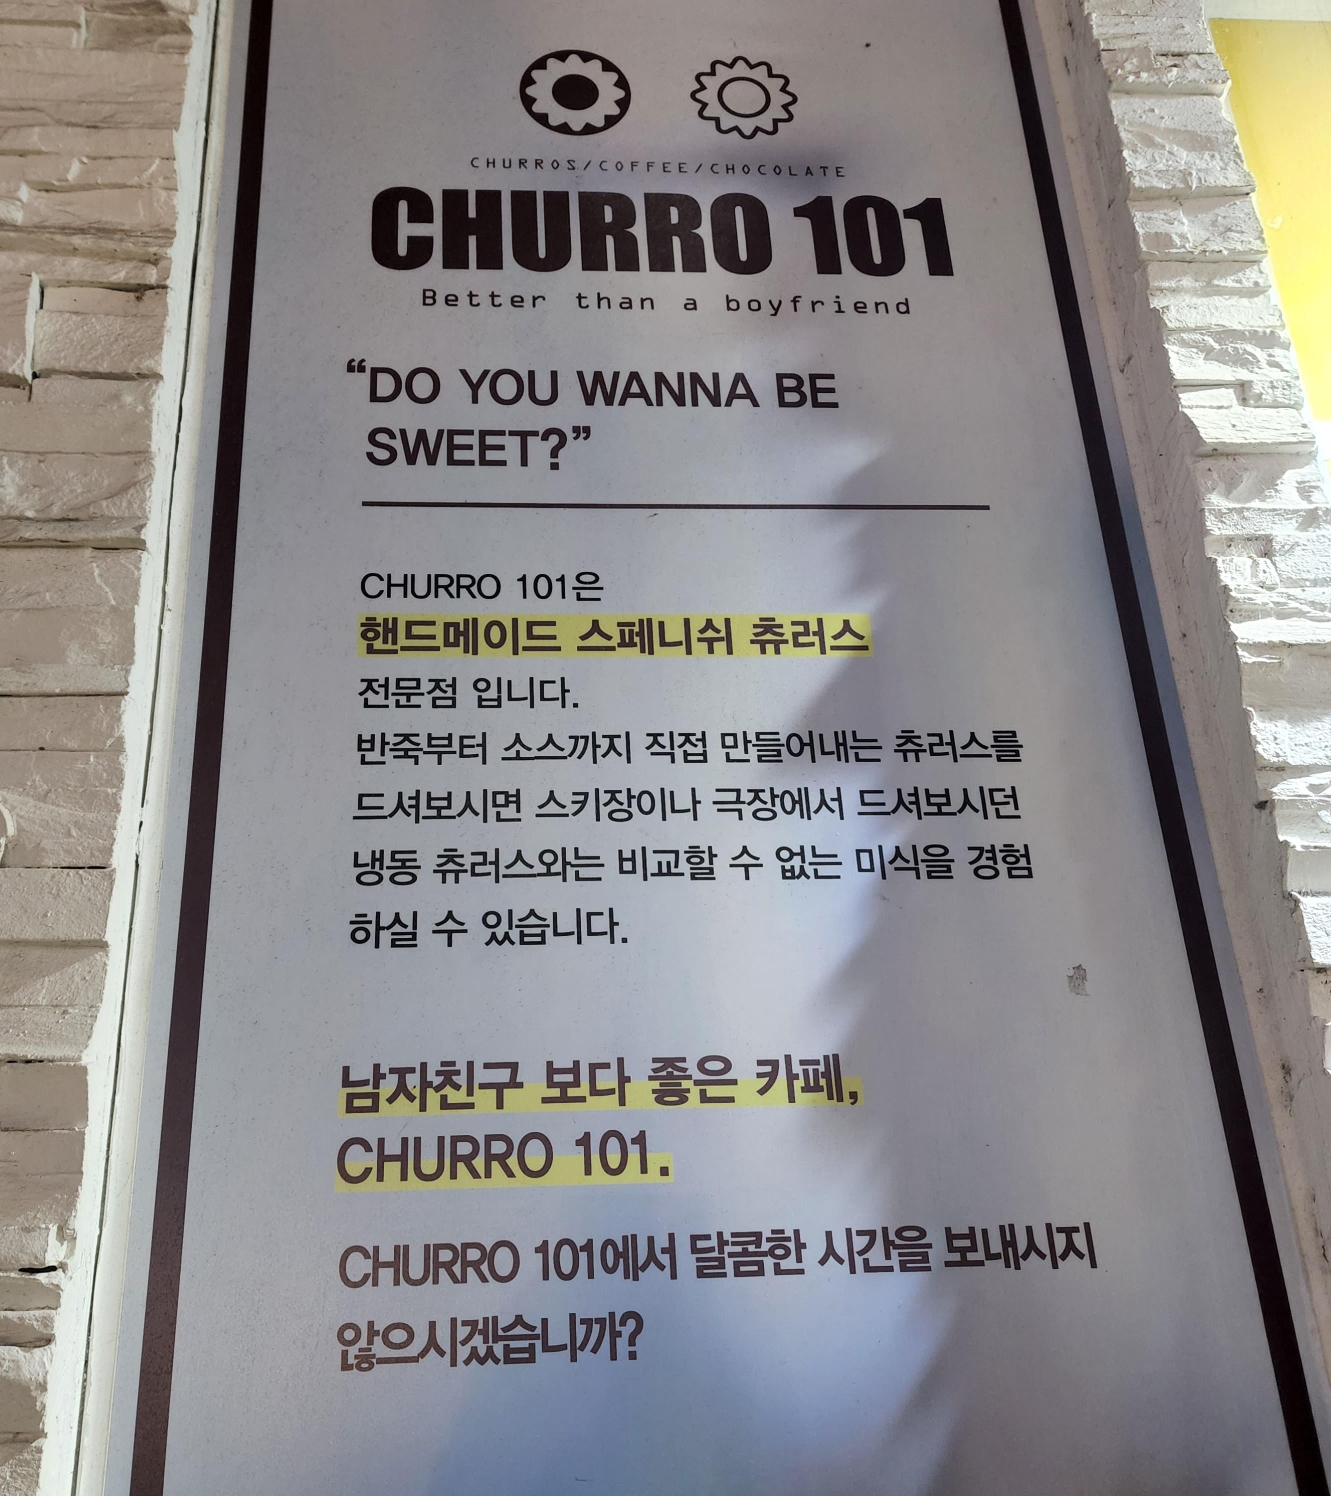 CHURROS/COFFEE/CHOCOLATE
CHURRO 101
Better than a boyfriend
“DO YOU WANNA BE
SWEET?”
CHURRO 101은
핸드메이드 스페니쉬 츄러스
전문점 입니다.
반죽부터 소스까지 직접 만들어내는 츄러스를
드셔보시면 스키장이나 극장에서 드셔보시던
냉동 츄러스와는 비교할 수 없는 미식을 경험
하실 수 있습니다.
남자친구 보다 좋은 카페,
CHURRO 101.
CHURRO 101에서 달콤한 시간을 보내시지
않으시겠습니까?